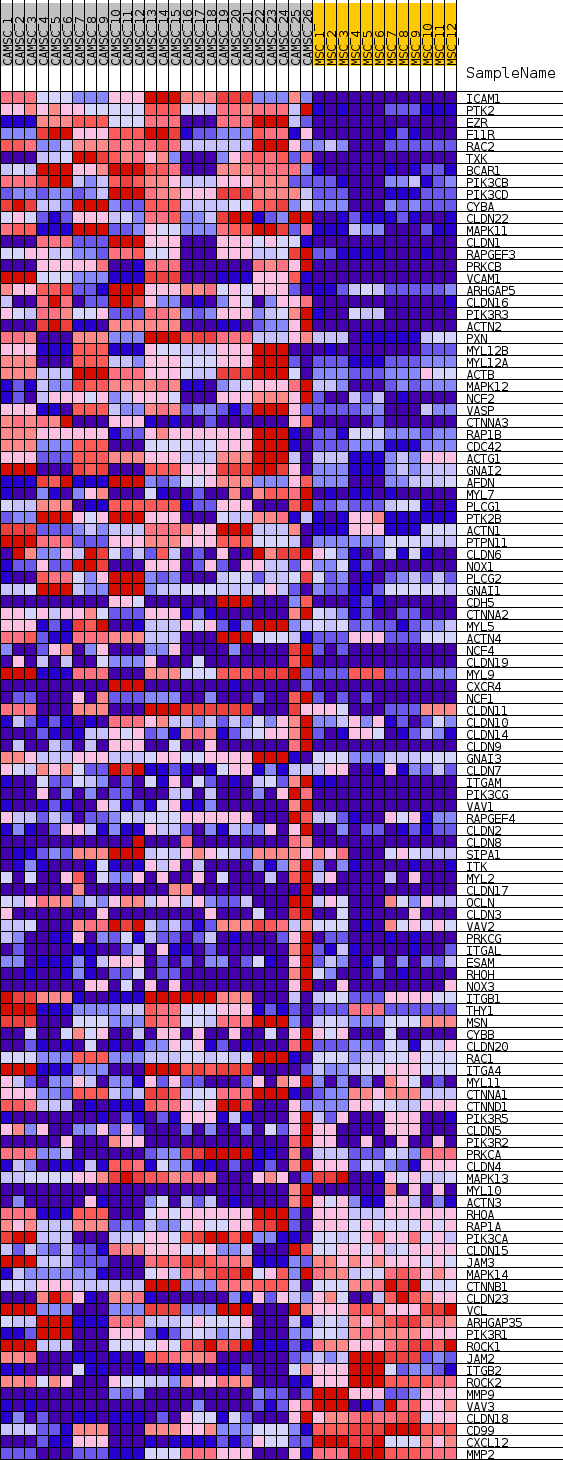 CAMSC_1
CAMSC_2
CAMSC_3
CAMSC_4
CAMSC_5
CAMSC_6
CAMSC_7
CAMSC_8
CAMSC_9
CAMSC_10
CAMSC_11
CAMSC_12
CAMSC_13
CAMSC_14
CAMSC_15
CAMSC_16
CAMSC_17
CAMSC_18
CAMSC_19
CAMSC_20
CAMSC_21
CAMSC_22
CAMSC_23
CAMSC_24
CAMSC_25
CAMSC_26
MSC_1
MSC_2
MSC_3
MSC_4
MSC_5
MSC_6
MSC_7
MSC_8
MSC_9
MSC_10
MSC_11
MSC_12
SampleName
ICAM1
PTK2
EZR
F11R
RAC2
TXK
BCAR1
PIK3CB
PIK3CD
CYBA
CLDN22
MAPK11
CLDN1
RAPGEF3
PRKCB
VCAM1
ARHGAP5
CLDN16
PIK3R3
ACTN2
PXN
MYL12B
MYL12A
ACTB
MAPK12
NCF2
VASP
CTNNA3
RAP1B
CDC42
ACTG1
GNAI2
AFDN
MYL7
PLCG1
PTK2B
ACTN1
PTPN11
CLDN6
NOX1
PLCG2
GNAI1
CDH5
CTNNA2
MYL5
ACTN4
NCF4
CLDN19
MYL9
CXCR4
NCF1
CLDN11
CLDN10
CLDN14
CLDN9
GNAI3
CLDN7
ITGAM
PIK3CG
VAV1
RAPGEF4
CLDN2
CLDN8
SIPA1
ITK
MYL2
CLDN17
OCLN
CLDN3
VAV2
PRKCG
ITGAL
ESAM
RHOH
NOX3
ITGB1
THY1
MSN
CYBB
CLDN20
RAC1
ITGA4
MYL11
CTNNA1
CTNND1
PIK3R5
CLDN5
PIK3R2
PRKCA
CLDN4
MAPK13
MYL10
ACTN3
RHOA
RAP1A
PIK3CA
CLDN15
JAM3
MAPK14
CTNNB1
CLDN23
VCL
ARHGAP35
PIK3R1
ROCK1
JAM2
ITGB2
ROCK2
MMP9
VAV3
CLDN18
CD99
CXCL12
MMP2